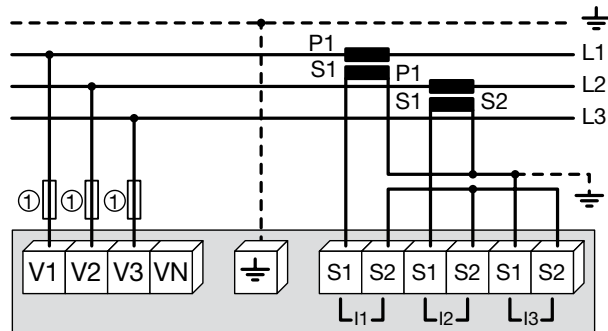 P1
L1
S1
P1
L2
S1
S2
L3
① ① ①
V1 V2 V3 VN S1 S2 S1 S2 S1 S2
I1 I2 I3